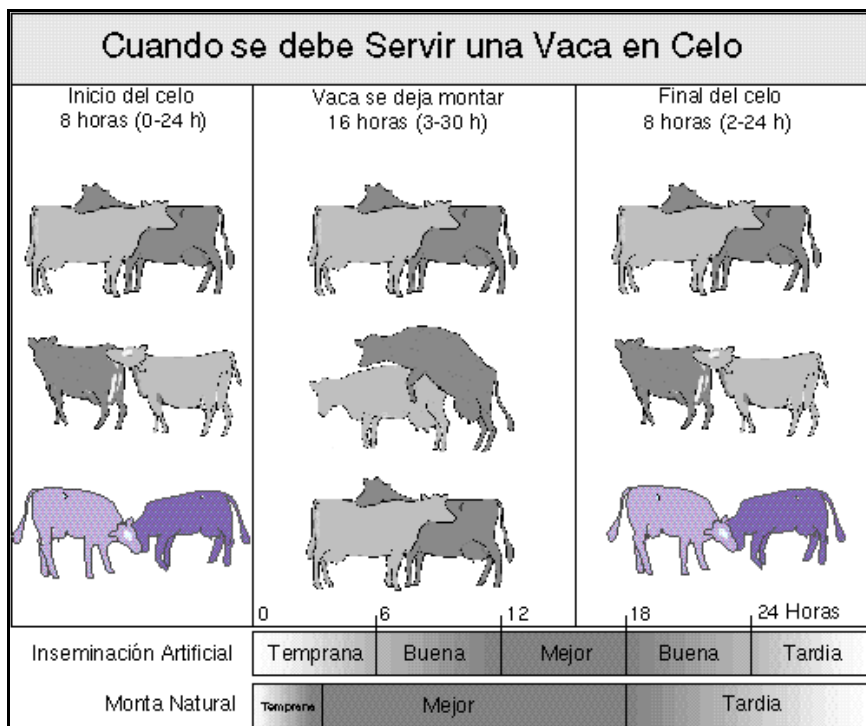 Cuando se debe Servir una Vaca en Celo
Inicio del celo
8 horas (0-24 h)
Vaca se deja montar
16 horas (3-30 h)
Final del celo
8 horas (2-24 h)
0 6 12 18 24 Horas
Inseminación Artificial Temprana Buena Mejor Buena Tardia
Monta Natural Temprana Mejor Tardia